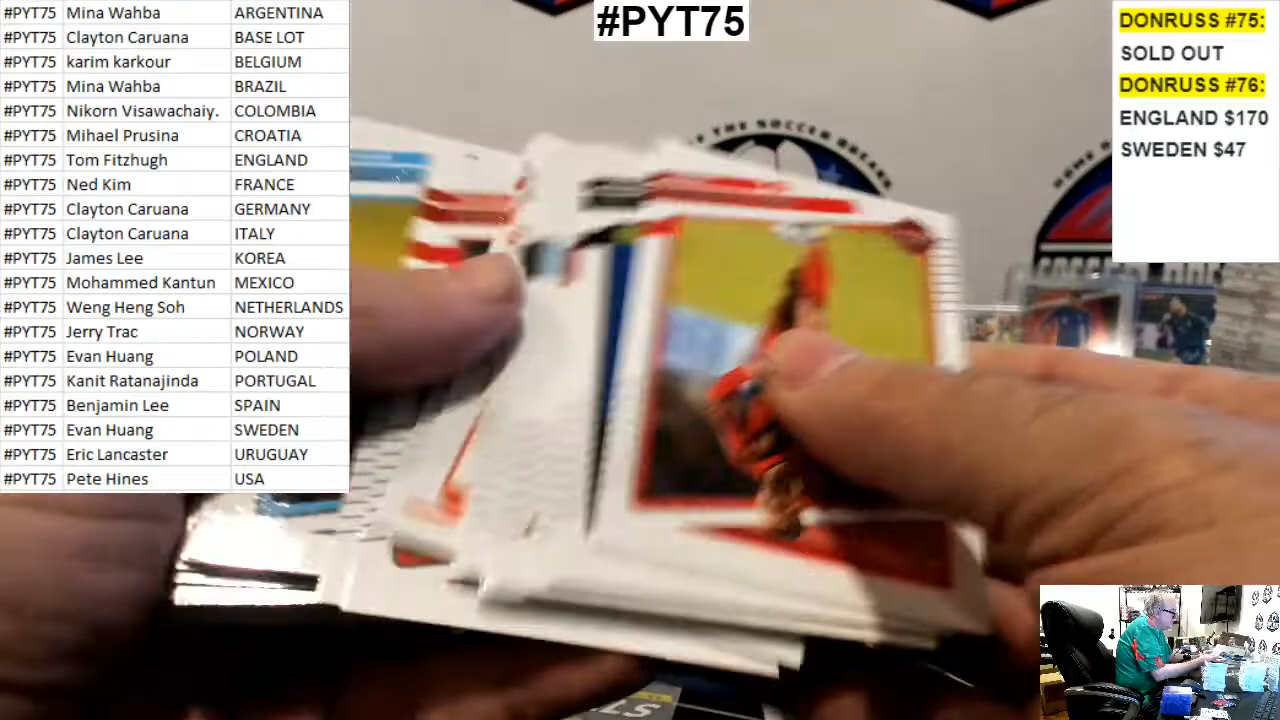 #PYT75
#PYT75 Mina Wahba ARGENTINA
#PYT75 Clayton Caruana BASE LOT
#PYT75 karim karkour BELGIUM
#PYT75 Mina Wahba BRAZIL
#PYT75 Nikorn Visawachaiy. COLOMBIA
#PYT75 Mihael Prusina CROATIA
#PYT75 Tom Fitzhugh ENGLAND
#PYT75 Ned Kim FRANCE
#PYT75 Clayton Caruana GERMANY
#PYT75 Clayton Caruana ITALY
#PYT75 James Lee KOREA
#PYT75 Mohammed Kantun MEXICO
#PYT75 Weng Heng Soh NETHERLANDS
#PYT75 Jerry Trac NORWAY
#PYT75 Evan Huang POLAND
#PYT75 Kanit Ratanajinda PORTUGAL
#PYT75 Benjamin Lee SPAIN
#PYT75 Evan Huang SWEDEN
#PYT75 Eric Lancaster URUGUAY
#PYT75 Pete Hines USA
DONRUSS #75:
SOLD OUT
DONRUSS #76:
ENGLAND $170
SWEDEN $47
THE SOCCER